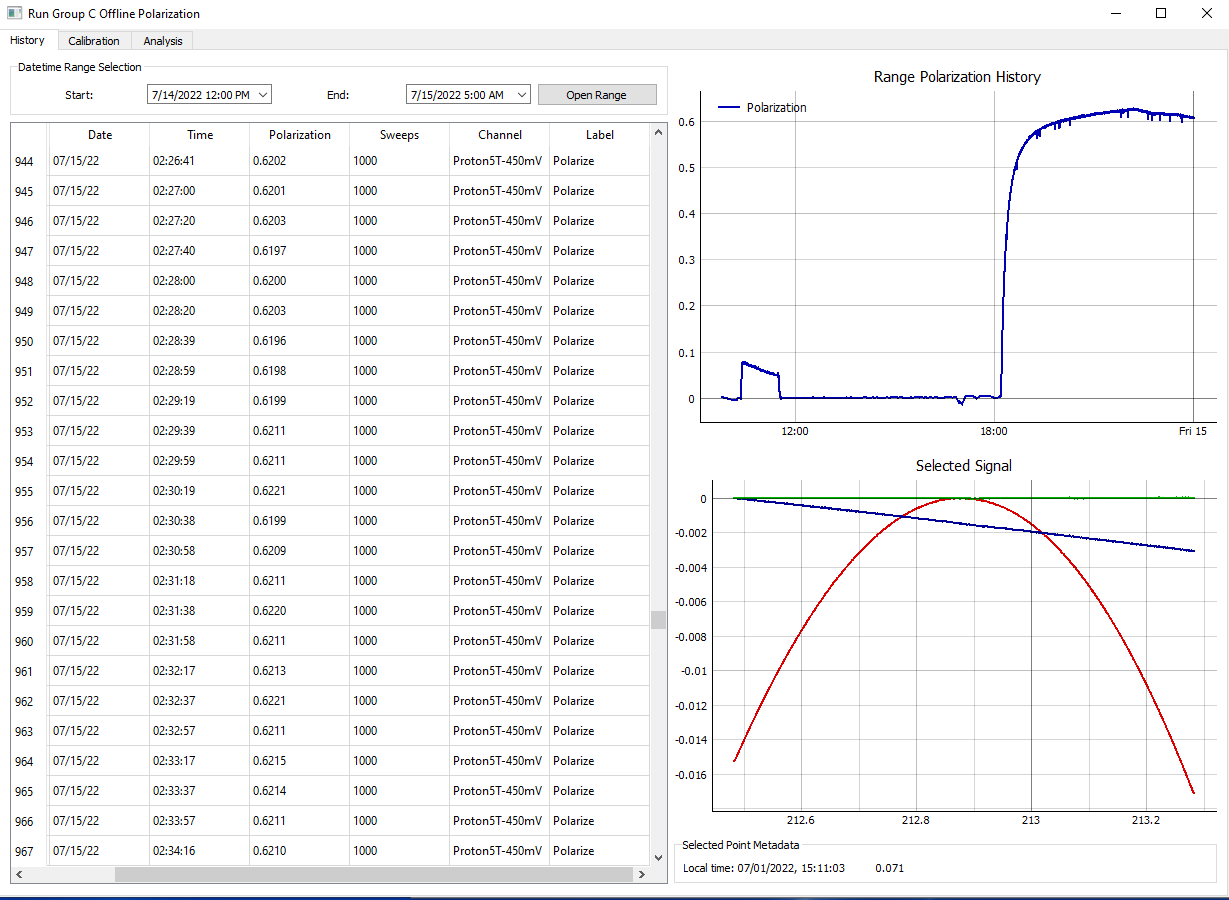 Run Group C Offline Polarization
History Calibration Analysis
Datetime Range Selection
Start: 7/14/2022 12:00 PM End: 7/15/2022 5:00 AM Open Range
Date Time Polarization Sweeps Channel Label
944 07/15/22 02:26:41 0.6202 1000 Proton5T-450mV Polarize
945 07/15/22 02:27:00 0.6201 1000 Proton5T-450mV Polarize
946 07/15/22 02:27:20 0.6203 1000 Proton5T-450mV Polarize
947 07/15/22 02:27:40 0.6197 1000 Proton5T-450mV Polarize
948 07/15/22 02:28:00 0.6200 1000 Proton5T-450mV Polarize
949 07/15/22 02:28:20 0.6203 1000 Proton5T-450mV Polarize
950 07/15/22 02:28:39 0.6196 1000 Proton5T-450mV Polarize
951 07/15/22 02:28:59 0.6198 1000 Proton5T-450mV Polarize
952 07/15/22 02:29:19 0.6199 1000 Proton5T-450mV Polarize
953 07/15/22 02:29:39 0.6211 1000 Proton5T-450mV Polarize
954 07/15/22 02:29:59 0.6211 1000 Proton5T-450mV Polarize
955 07/15/22 02:30:19 0.6221 1000 Proton5T-450mV Polarize
956 07/15/22 02:30:38 0.6199 1000 Proton5T-450mV Polarize
957 07/15/22 02:30:58 0.6209 1000 Proton5T-450mV Polarize
958 07/15/22 02:31:18 0.6211 1000 Proton5T-450mV Polarize
959 07/15/22 02:31:38 0.6220 1000 Proton5T-450mV Polarize
960 07/15/22 02:31:58 0.6211 1000 Proton5T-450mV Polarize
961 07/15/22 02:32:17 0.6213 1000 Proton5T-450mV Polarize
962 07/15/22 02:32:37 0.6221 1000 Proton5T-450mV Polarize
963 07/15/22 02:32:57 0.6211 1000 Proton5T-450mV Polarize
964 07/15/22 02:33:17 0.6215 1000 Proton5T-450mV Polarize
965 07/15/22 02:33:37 0.6214 1000 Proton5T-450mV Polarize
966 07/15/22 02:33:57 0.6211 1000 Proton5T-450mV Polarize
967 07/15/22 02:34:16 0.6210 1000 Proton5T-450mV Polarize
Range Polarization History
Polarization
0.6
0.5
0.4
0.3
0.2
0.1
0
12:00 18:00 Fri 15
Selected Signal
0
-0.002
-0.004
-0.006
-0.008
-0.01
-0.012
-0.014
-0.016
212.6 212.8 213 213.2
Selected Point Metadata
Local time: 07/01/2022, 15:11:03 0.071